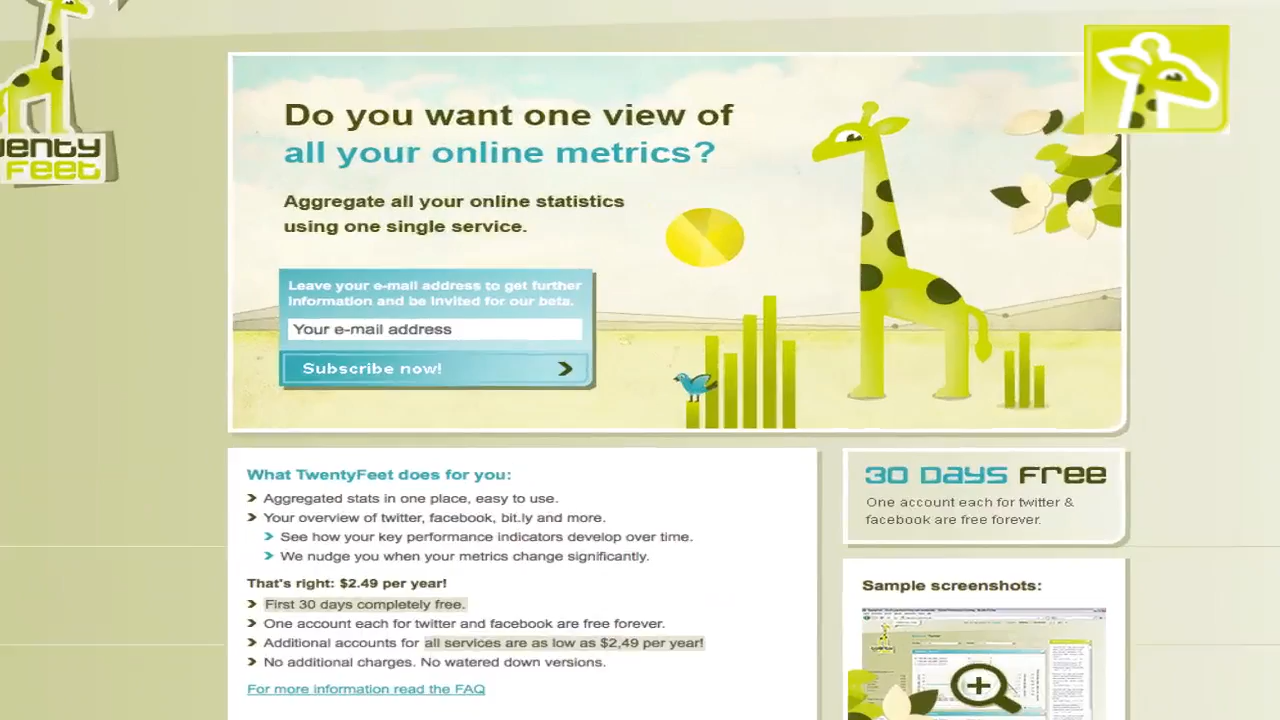 Do you want one view of
all your online metrics?
Aggregate all your online statistics
using one single service.
Leave your e-mail address to get further
information and be invited for our beta.
Your e-mail address
Subscribe now!
FEET
What TwentyFeet does for you:
Aggregated stats in one place, easy to use.
Your overview of twitter, facebook, bit.ly and more.
See how your key performance indicators develop over time.
We nudge you when your metrics change significantly.
That's right: $2.49 per year!
First 30 days completely free.
One account each for twitter and facebook are free forever.
Additional accounts for all services are as low as $2,49 per year!
No additional charges. No watered down versions.
For more information read the FAQ
30 DAYS FREE
One account each for twitter &
facebook are free forever.
Sample screenshots: